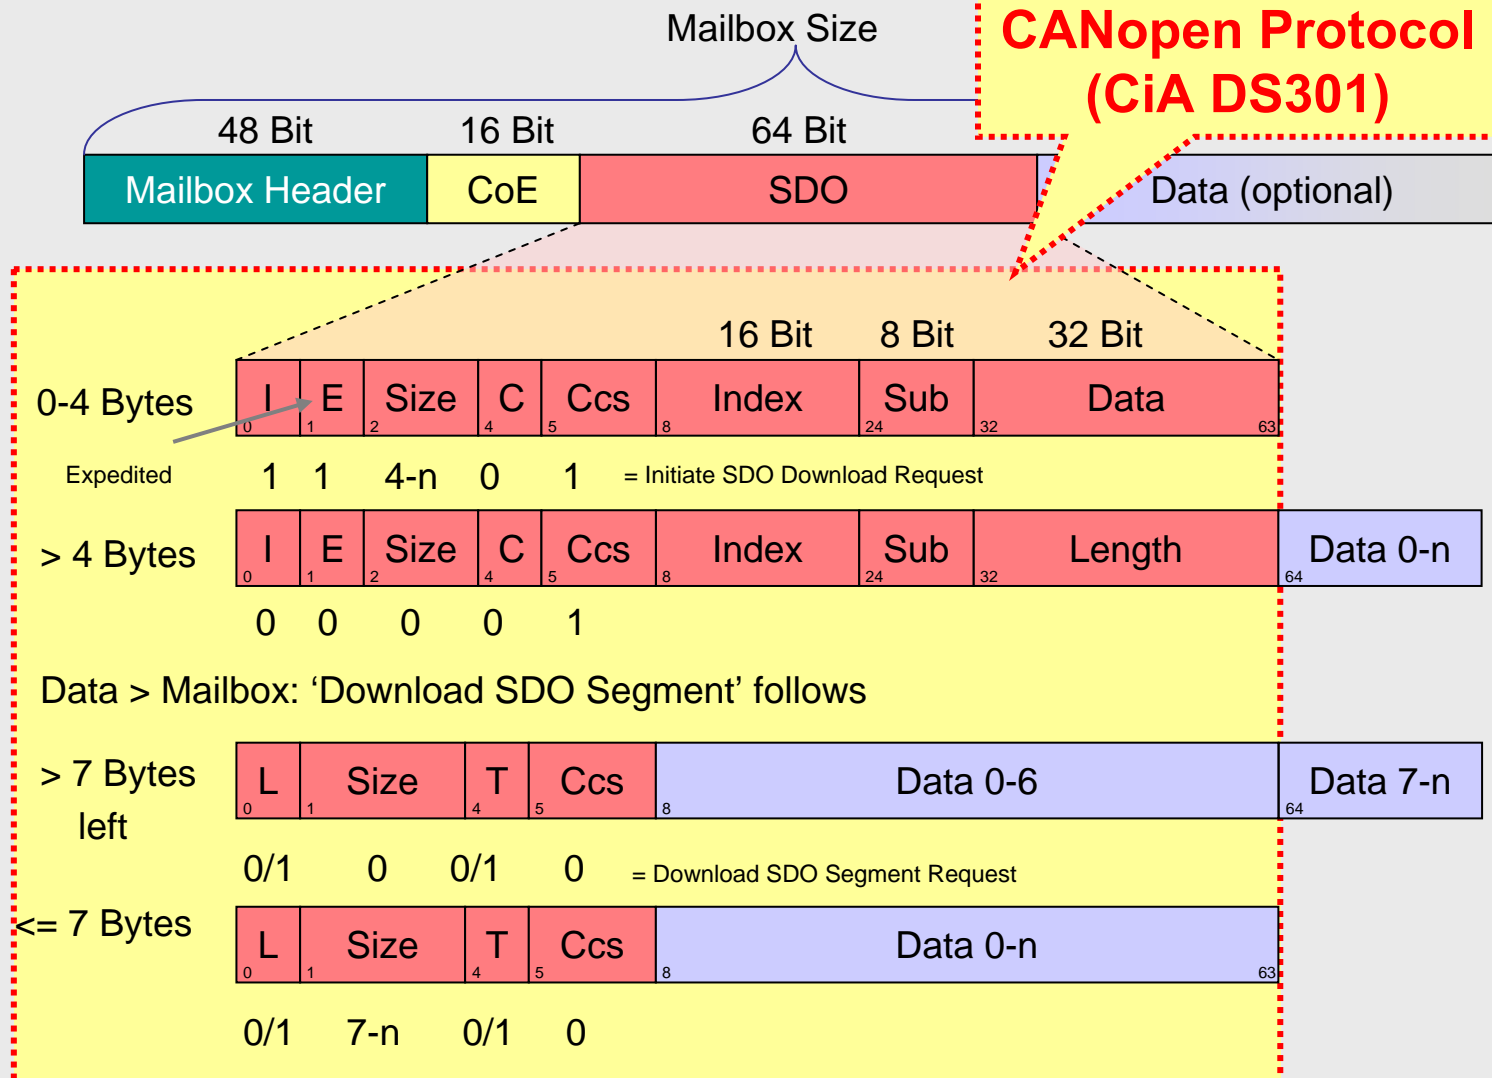 Mailbox Size
CANopen Protocol
(CiA DS301)
48 Bit 16 Bit 64 Bit
Mailbox Header CoE SDO Data (optional)
16 Bit 8 Bit 32 Bit
0-4 Bytes I E Size C Ccs Index Sub Data
0 1 2 4 5 8 24 32 63
Expedited 1 1 4-n 0 1 = Initiate SDO Download Request
> 4 Bytes I E Size C Ccs Index Sub Length Data 0-n
0 1 2 4 5 8 24 32 64
0 0 0 0 1
Data > Mailbox: ‘Download SDO Segment’ follows
> 7 Bytes L Size T Ccs Data 0-6 Data 7-n
left
0 1 4 5 8 64
0/1 0 0/1 0 = Download SDO Segment Request
<= 7 Bytes L Size T Ccs Data 0-n
0 1 4 5 8 63
0/1 7-n 0/1 0